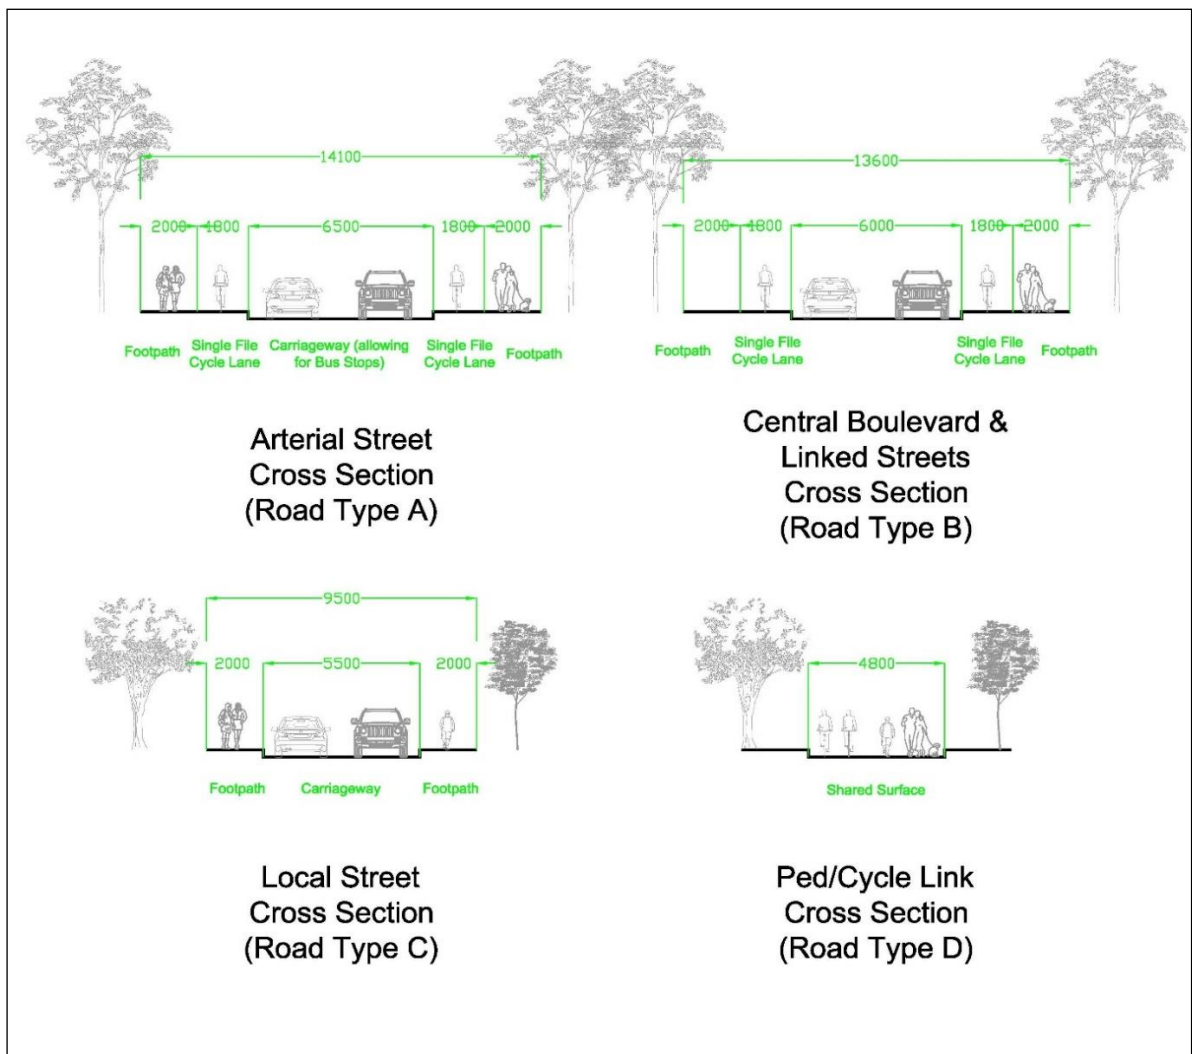 14100
2000 1800 6500 1800 2000
Footpath
Single File
Cycle Lane
Carriageway (allowing
for Bus Stops)
Single File
Cycle Lane
Footpath
Arterial Street
Cross Section
(Road Type A)
13600
2000 1800 6000 1800 2000
Footpath
Single File
Cycle Lane
Single File
Cycle Lane
Footpath
Central Boulevard &
Linked Streets
Cross Section
(Road Type B)
9500
2000 5500 2000
Footpath Carriageway Footpath
Local Street
Cross Section
(Road Type C)
4800
Shared Surface
Ped/Cycle Link
Cross Section
(Road Type D)